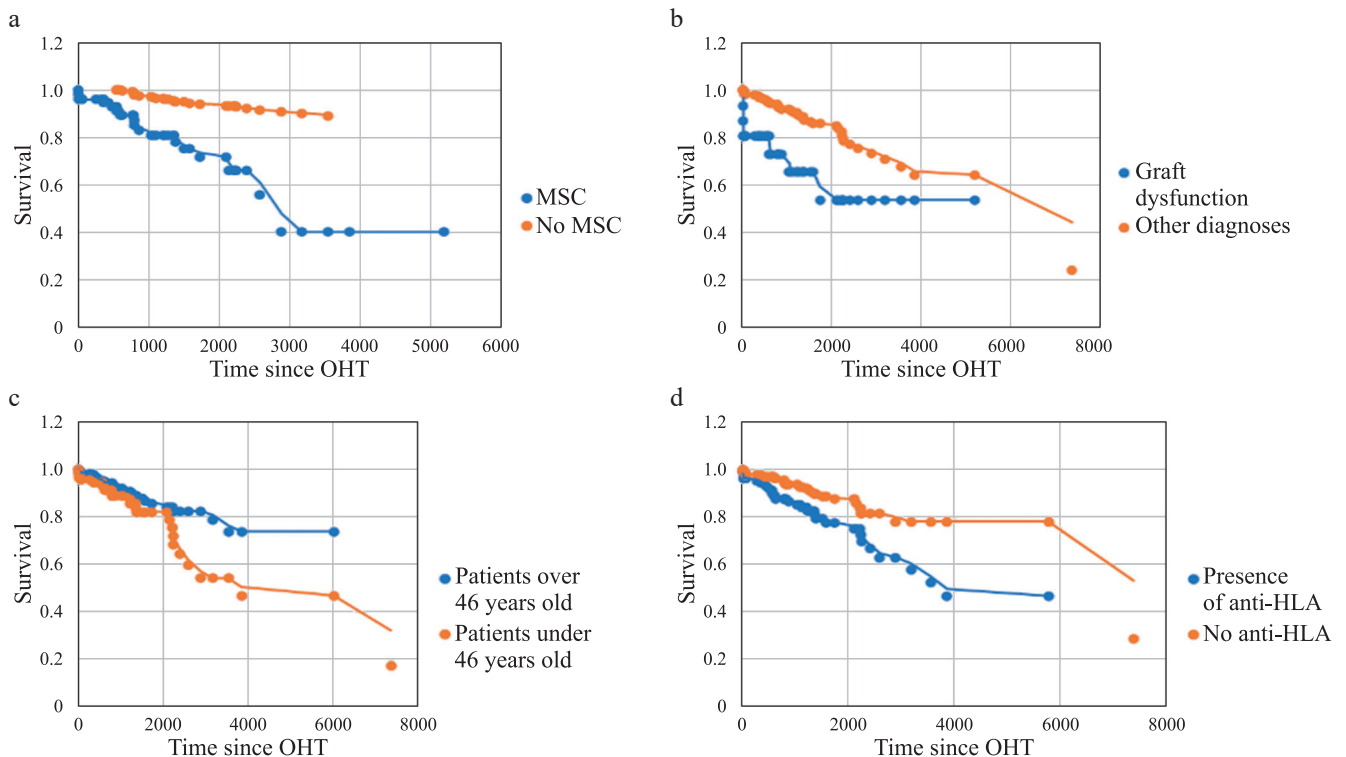 a
1.2
1.0
0.8
0.6
0.4
0.2
0
Survival
0 1000 2000 3000 4000 5000 6000
Time since OHT
MSC
No MSC
b
1.2
1.0
0.8
0.6
0.4
0.2
0
Survival
0 2000 4000 6000 8000
Time since OHT
Graft
dysfunction
Other diagnoses
c
1.2
1.0
0.8
0.6
0.4
0.2
0
Survival
0 2000 4000 6000 8000
Time since OHT
Patients over
46 years old
Patients under
46 years old
d
1.2
1.0
0.8
0.6
0.4
0.2
0
Survival
0 2000 4000 6000 8000
Time since OHT
Presence
of anti-HLA
No anti-HLA